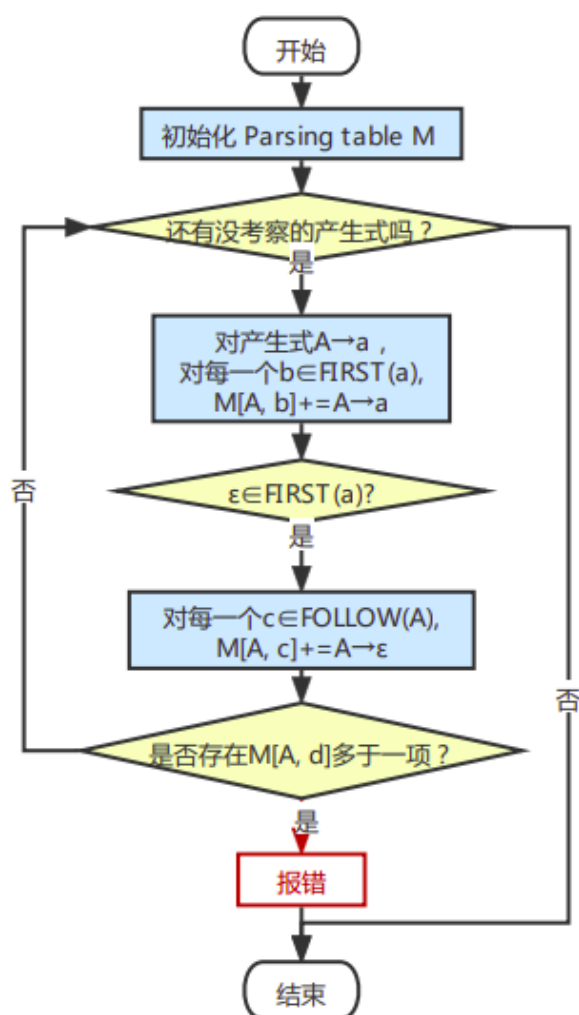 开始
初始化 Parsing table M
还有没考察的产生式吗？
是
对产生式A→a，
对每一个b∈FIRST(a),
M[A, b]+=A→a
否
ε∈FIRST(a)?
是
对每一个c∈FOLLOW(A),
M[A, c]+=A→ε
否
是否存在M[A, d]多于一项？
是
报错
结束